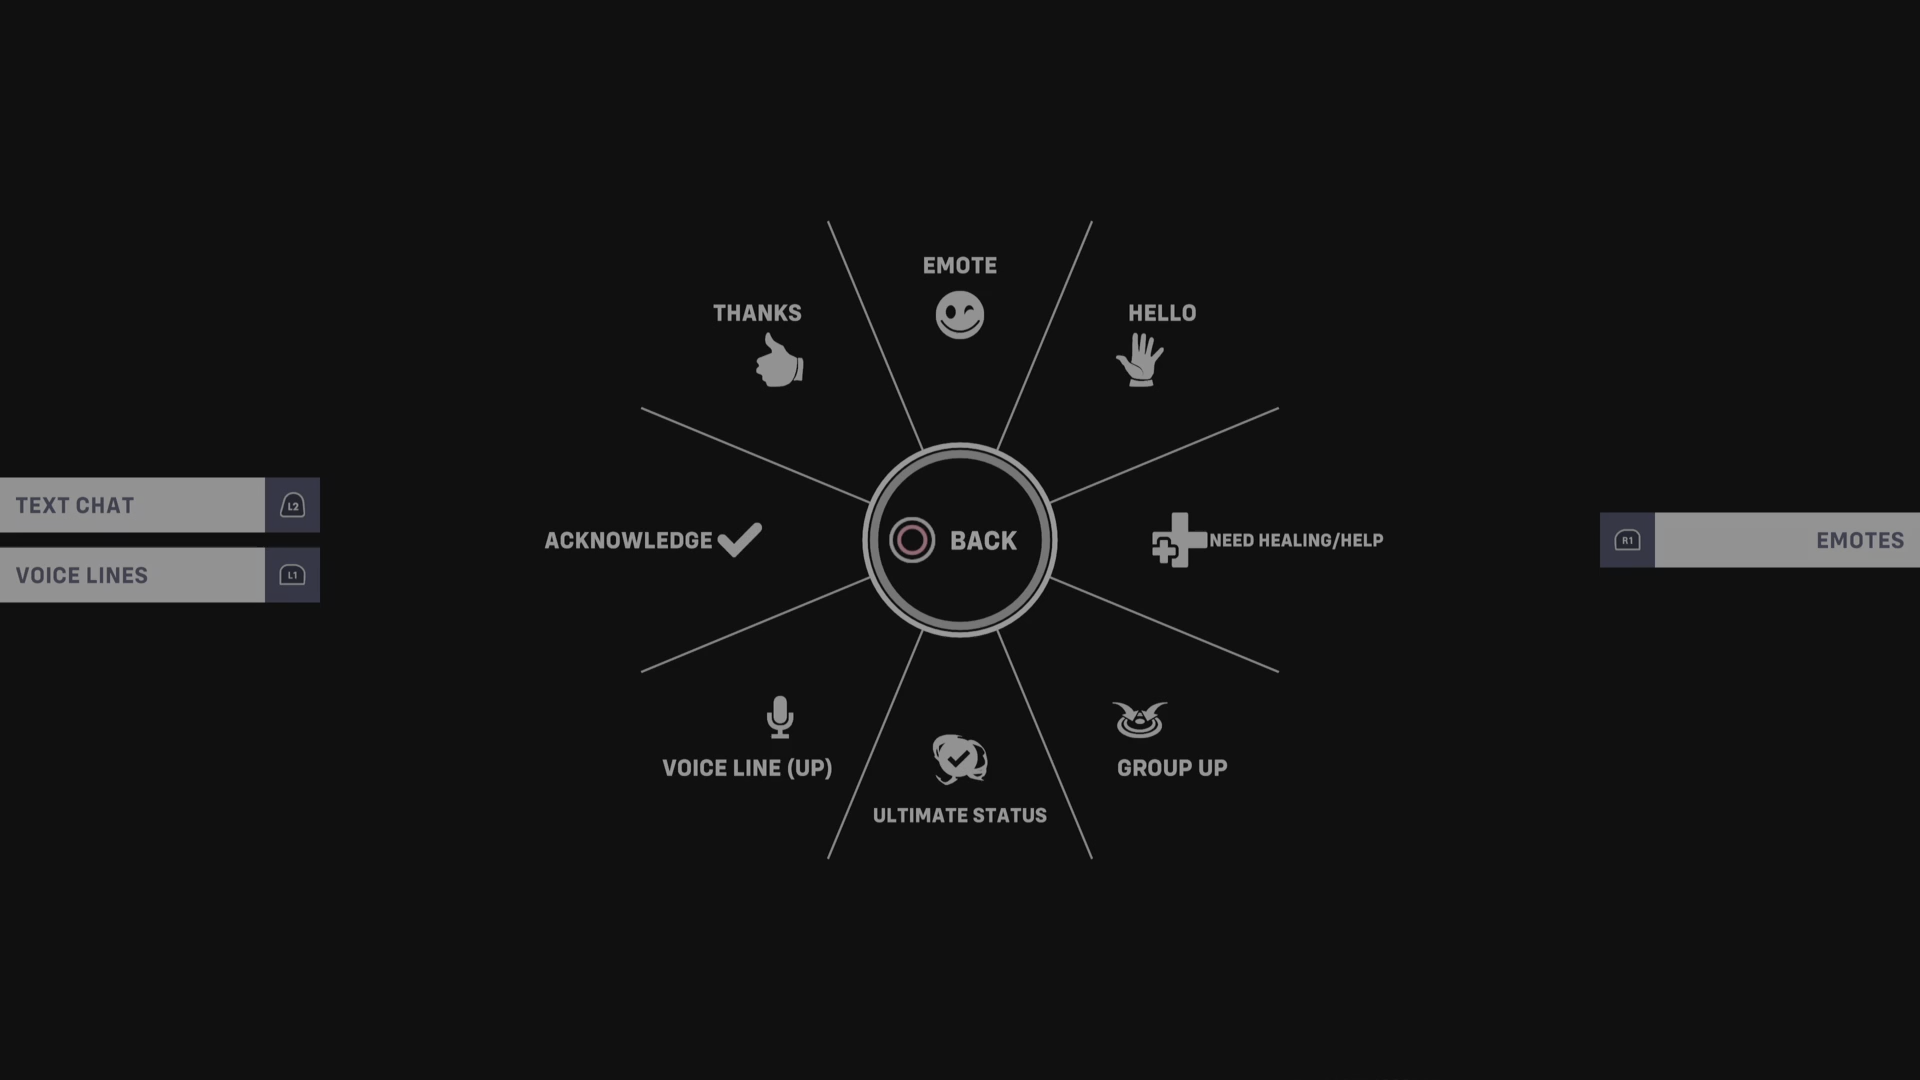 EMOTE
THANKS
HELLO
TEXT CHAT L2
ACKNOWLEDGE
BACK
NEED HEALING/HELP
R1 EMOTES
VOICE LINES L1
VOICE LINE (UP)
GROUP UP
ULTIMATE STATUS